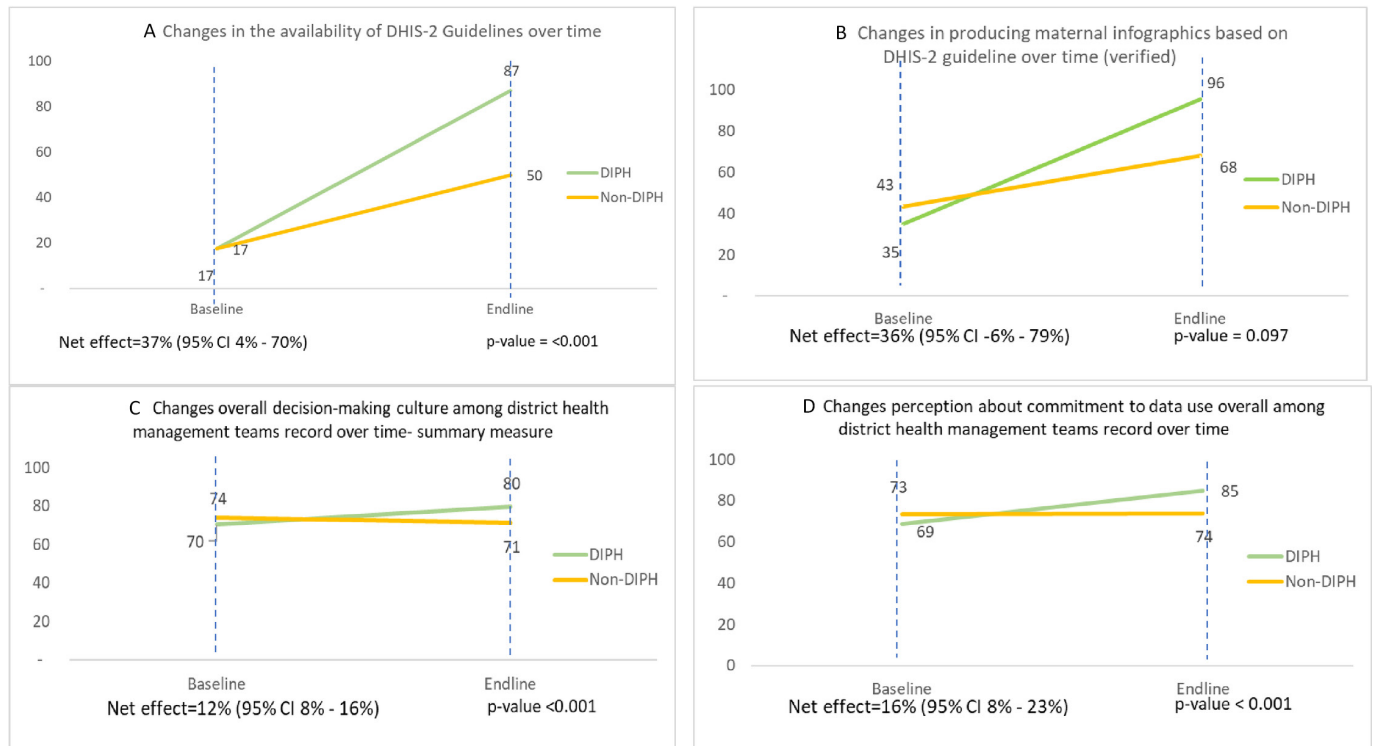 A Changes in the availability of DHIS-2 Guidelines over time
100
80
60
40
20
-
87
50
17
17
DIPH
Non-DIPH
Baseline
Endline
Net effect=37% (95% CI 4% - 70%)
p-value = <0.001
B Changes in producing maternal infographics based on
DHIS-2 guideline over time (verified)
100
80
60
40
20
-
96
68
43
35
DIPH
Non-DIPH
Baseline
Endline
Net effect=36% (95% CI -6% - 79%)
p-value = 0.097
C Changes overall decision-making culture among district health
management teams record over time- summary measure
100
80
60
40
20
-
74
80
70
71
DIPH
Non-DIPH
Baseline
Endline
Net effect=12% (95% CI 8% - 16%)
p-value <0.001
D Changes perception about commitment to data use overall among
district health management teams record over time
100
80
60
40
20
0
73
85
69
74
DIPH
Non-DIPH
Baseline
Endline
Net effect=16% (95% CI 8% - 23%)
p-value < 0.001